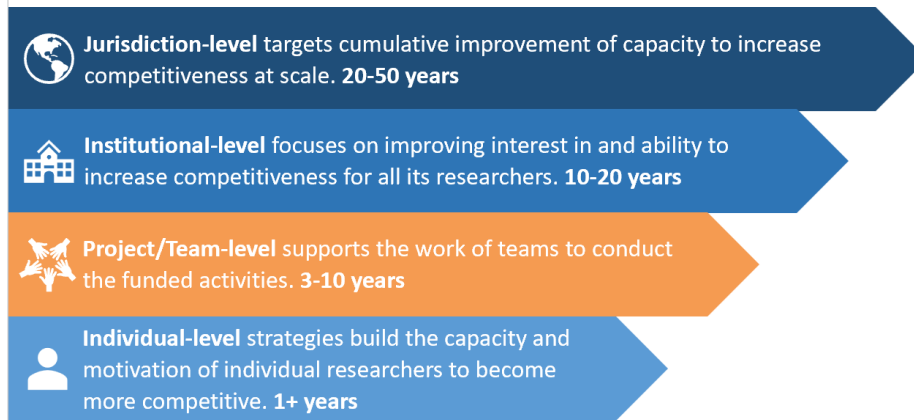 Jurisdiction-level targets cumulative improvement of capacity to increase
competitiveness at scale. 20-50 years
Institutional-level focuses on improving interest in and ability to
increase competitiveness for all its researchers. 10-20 years
Project/Team-level supports the work of teams to conduct
the funded activities. 3-10 years
Individual-level strategies build the capacity and
motivation of individual researchers to become
more competitive. 1+ years